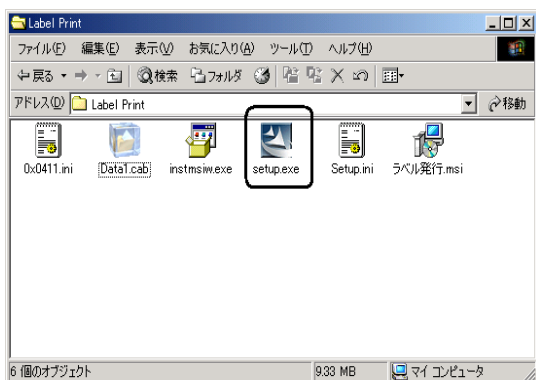 Label Print
ファイル(F) 編集(E) 表示(V) お気に入り(A) ツール(T) ヘルプ(H)
戻る 検索 フォルダ
アドレス(D) Label Print 移動
0x0411.ini Data1.cab instmsiw.exe setup.exe Setup.ini ラベル発行.msi
6 個のオブジェクト 9.33 MB マイ コンピュータ